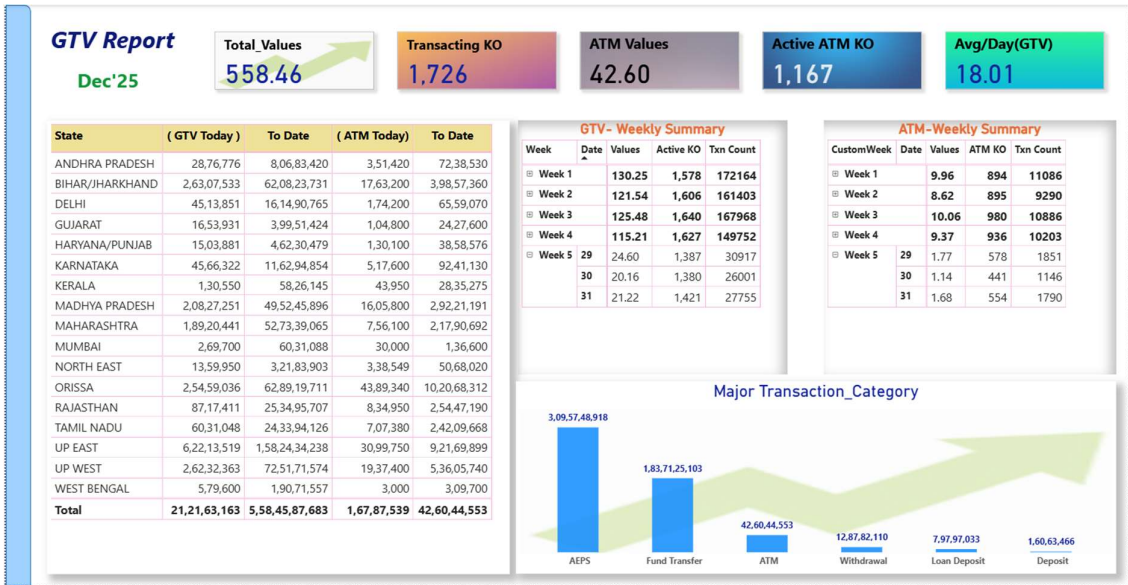 GTV Report
Dec'25
Total_Values
558.46
Transacting KO
1,726
ATM Values
42.60
Active ATM KO
1,167
Avg/Day(GTV)
18.01
State ( GTV Today ) To Date ( ATM Today) To Date
ANDHRA PRADESH 28,76,776 8,06,83,420 3,51,420 72,38,530
BIHAR/JHARKHAND 2,63,07,533 62,08,23,731 17,63,200 3,98,57,360
DELHI 45,13,851 16,14,90,765 1,74,200 65,59,070
GUJARAT 16,53,931 3,99,51,424 1,04,800 24,27,600
HARYANA/PUNJAB 15,03,881 4,62,30,479 1,30,100 38,58,576
KARNATAKA 45,66,322 11,62,94,854 5,17,600 92,41,130
KERALA 1,30,550 58,26,145 43,950 28,35,275
MADHYA PRADESH 2,08,27,251 49,52,45,896 16,05,800 2,92,21,191
MAHARASHTRA 1,89,20,441 52,73,39,065 7,56,100 2,17,90,692
MUMBAI 2,69,700 60,31,088 30,000 1,36,600
NORTH EAST 13,59,950 3,21,83,903 3,38,549 50,68,020
ORISSA 2,54,59,036 62,89,19,711 43,89,340 10,20,68,312
RAJASTHAN 87,17,411 25,34,95,707 8,34,950 2,54,47,190
TAMIL NADU 60,31,048 24,33,94,126 7,07,380 2,42,09,668
UP EAST 6,22,13,519 1,58,24,34,238 30,99,750 9,21,69,899
UP WEST 2,62,32,363 72,51,71,574 19,37,400 5,36,05,740
WEST BENGAL 5,79,600 1,90,71,557 3,000 3,09,700
Total 21,21,63,163 5,58,45,87,683 1,67,87,539 42,60,44,553
GTV- Weekly Summary
Week Date Values Active KO Txn Count
Week 1 130.25 1,578 172164
Week 2 121.54 1,606 161403
Week 3 125.48 1,640 167968
Week 4 115.21 1,627 149752
Week 5 29 24.60 1,387 30917
30 20.16 1,380 26001
31 21.22 1,421 27755
ATM-Weekly Summary
CustomWeek Date Values ATM KO Txn Count
Week 1 9.96 894 11086
Week 2 8.62 895 9290
Week 3 10.06 980 10886
Week 4 9.37 936 10203
Week 5 29 1.77 578 1851
30 1.14 441 1146
31 1.68 554 1790
Major Transaction_Category
3,09,57,48,918
1,83,71,25,103
42,60,44,553
12,87,82,110
7,97,97,033
1,60,63,466
AEPS Fund Transfer ATM Withdrawal Loan Deposit Deposit